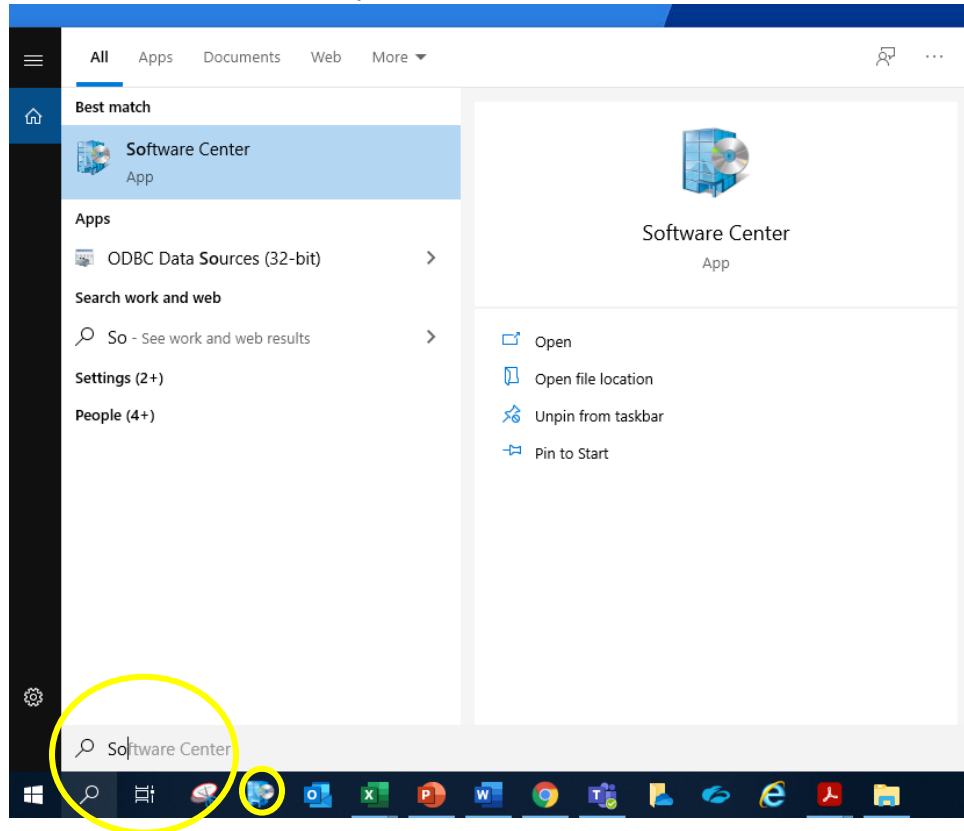 All Apps Documents Web More
Best match
Software Center
App
Apps
ODBC Data Sources (32-bit)
Search work and web
So - See work and web results
Settings (2+)
People (4+)
Software Center
App
Open
Open file location
Unpin from taskbar
Pin to Start
Software Center